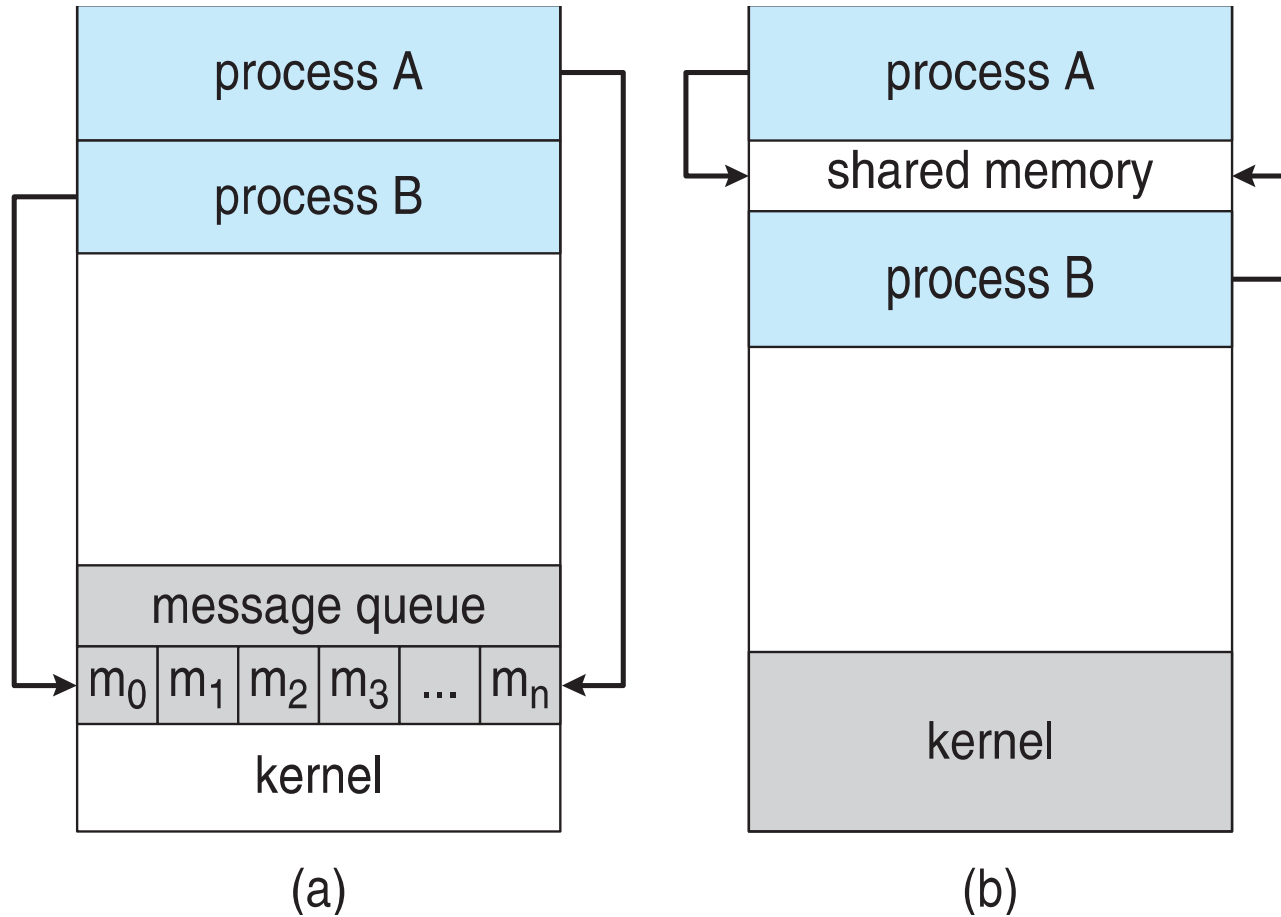 process A
process B
message queue
m0 m1 m2 m3 ... mn
kernel
(a)
process A
shared memory
process B
kernel
(b)